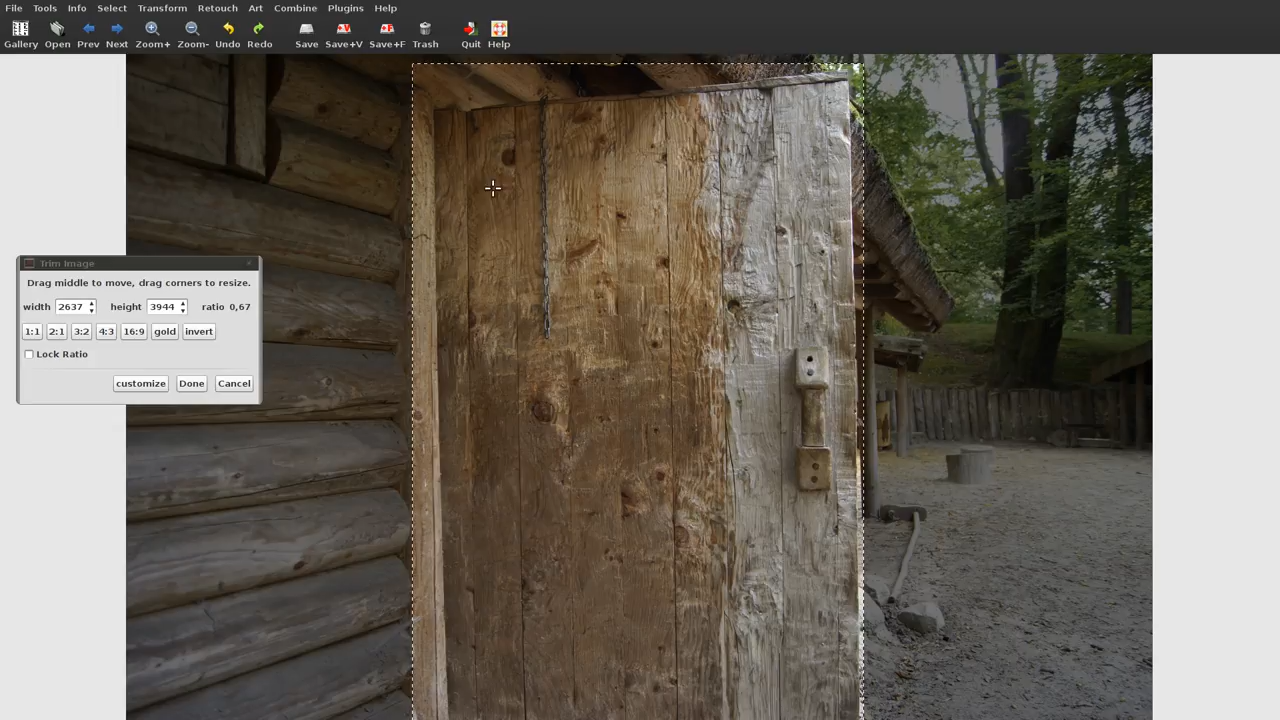 File Tools Info Select Transform Retouch Art Combine Plugins Help
Gallery Open Prev Next Zoom+ Zoom- Undo Redo Save Save+V Save+F Trash Quit Help
Trim Image
Drag middle to move, drag corners to resize.
width 2637 height 3944 ratio 0,67
1:1 2:1 3:2 4:3 16:9 gold invert
Lock Ratio
customize Done Cancel